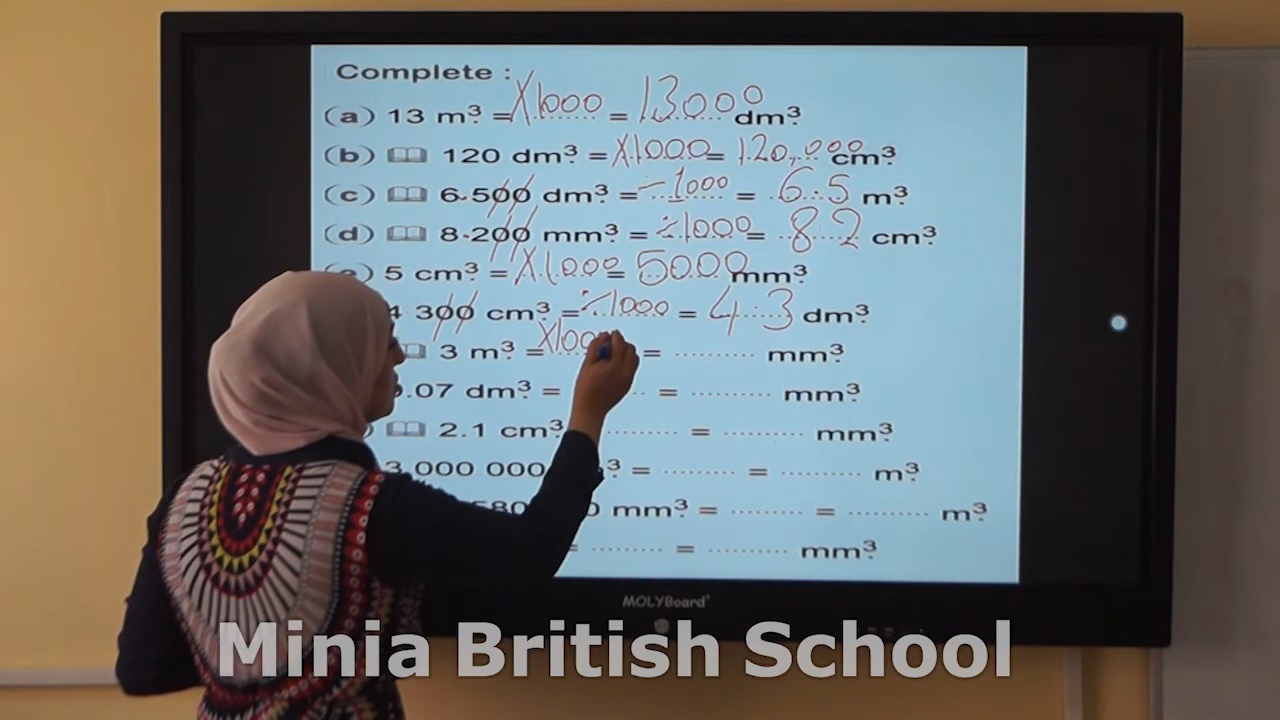 Complete :
(a) 13 m³ = X1000 = 13000 dm³
(b) 120 dm³ = X1000 = 120,000 cm³
(c) 6 500 dm³ = ÷1000 = 6.5 m³
(d) 8 200 mm³ = ÷1000 = 8.2 cm³
5 cm³ = X1000 = 5000 mm³
4 300 cm³ = ÷1000 = 4.3 dm³
3 m³ = X100 = ......... mm³
.07 dm³ = = ......... mm³
2.1 cm³ ......... = ......... mm³
3 000 000 ³ = ......... = ......... m³
580 mm³ = ......... = ......... m³
= ......... = ......... mm³
MOLYBoard
Minia British School